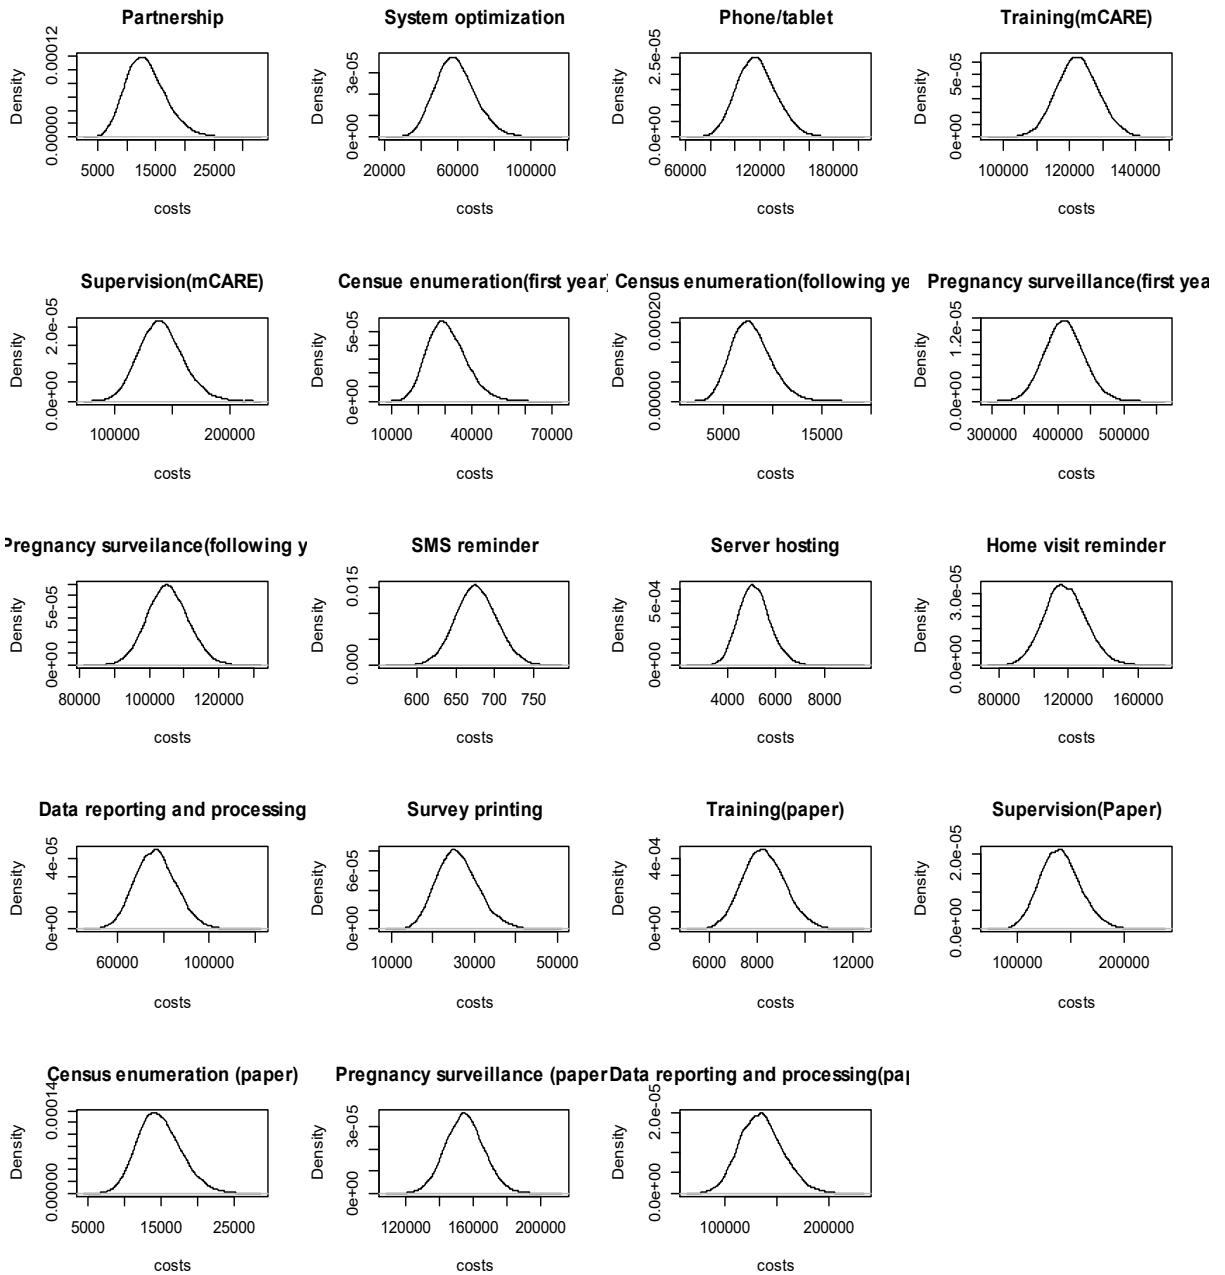 Partnership
Density
0.00000 0.00012
5000 15000 25000
costs
System optimization
Density
0e+00 3e-05
20000 60000 100000
costs
Phone/tablet
Density
0.0e+00 2.5e-05
60000 120000 180000
costs
Training(mCARE)
Density
0e+00 5e-05
100000 120000 140000
costs
Supervision(mCARE)
Density
0.0e+00 2.0e-05
100000 200000
costs
Census enumeration(first year)
Density
0e+00 5e-05
10000 40000 70000
costs
Census enumeration(following ye
Density
0.00000 0.00020
5000 15000
costs
Pregnancy surveillance(first yea
Density
0.0e+00 1.2e-05
300000 400000 500000
costs
Pregnancy surveilance(following y
Density
0e+00 5e-05
80000 100000 120000
costs
SMS reminder
Density
0.000 0.015
600 650 700 750
costs
Server hosting
Density
0e+00 5e-04
4000 6000 8000
costs
Home visit reminder
Density
0.0e+00 3.0e-05
80000 120000 160000
costs
Data reporting and processing
Density
0e+00 4e-05
60000 100000
costs
Survey printing
Density
0e+00 6e-05
10000 30000 50000
costs
Training(paper)
Density
0e+00 4e-04
6000 8000 12000
costs
Supervision(Paper)
Density
0.0e+00 2.0e-05
100000 200000
costs
Census enumeration (paper)
Density
0.00000 0.00014
5000 15000 25000
costs
Pregnancy surveillance (paper
Density
0e+00 3e-05
120000 160000 200000
costs
Data reporting and processing(pap
Density
0.0e+00 2.0e-05
100000 200000
costs